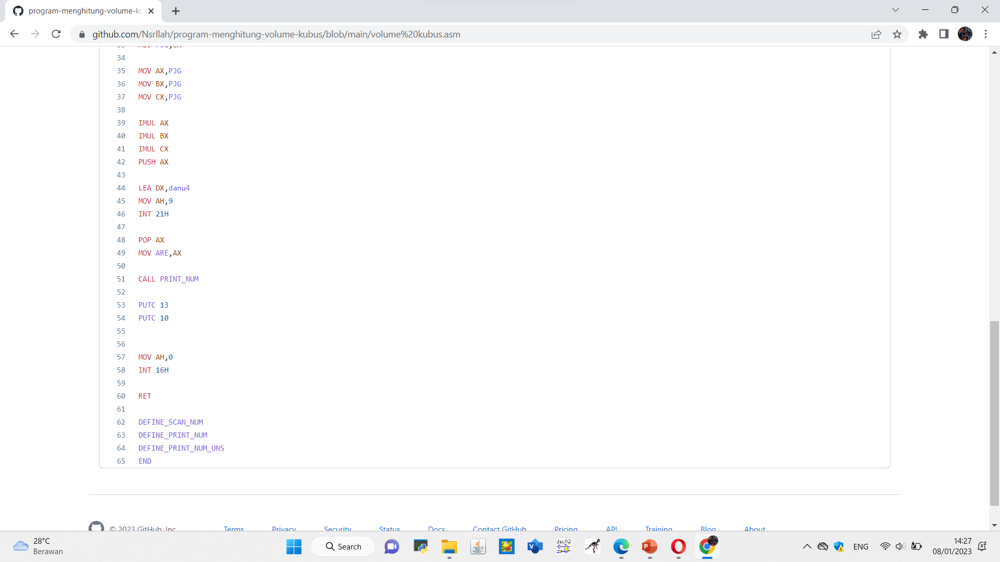 program-menghitung-volume-ku
github.com/Nsrllah/program-menghitung-volume-kubus/blob/main/volume%20kubus.asm
34
35 MOV AX,PJG
36 MOV BX,PJG
37 MOV CX,PJG
38
39 IMUL AX
40 IMUL BX
41 IMUL CX
42 PUSH AX
43
44 LEA DX,danu4
45 MOV AH,9
46 INT 21H
47
48 POP AX
49 MOV ARE,AX
50
51 CALL PRINT_NUM
52
53 PUTC 13
54 PUTC 10
55
56
57 MOV AH,0
58 INT 16H
59
60 RET
61
62 DEFINE_SCAN_NUM
63 DEFINE_PRINT_NUM
64 DEFINE_PRINT_NUM_UNS
65 END
© 2023 GitHub, Inc. Terms Privacy Security Status Docs Contact GitHub Pricing API Training Blog About
28°C
Berawan
Search
dsch2
ENG
14:27
08/01/2023